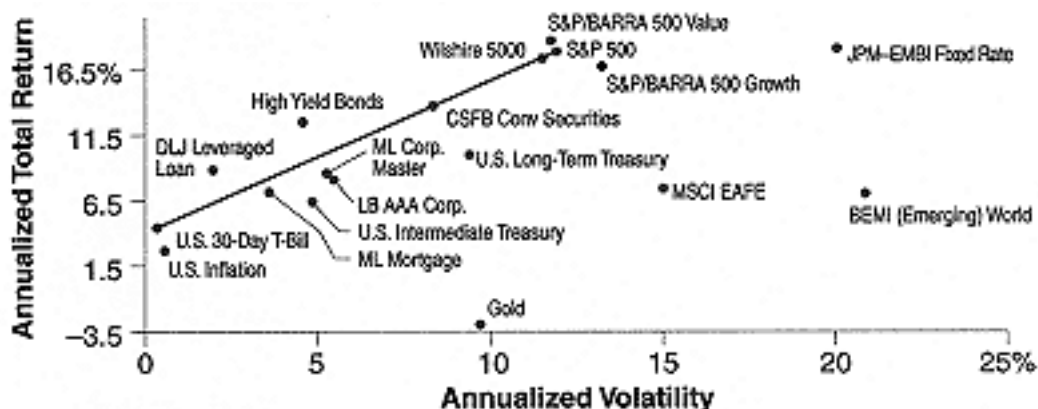 Annualized Total Return
16.5%
11.5
6.5
1.5
–3.5
S&P/BARRA 500 Value
Wilshire 5000
S&P 500
JPM–EMBI Fixed Rate
S&P/BARRA 500 Growth
High Yield Bonds
CSFB Conv Securities
DLJ Leveraged
Loan
ML Corp.
Master
U.S. Long-Term Treasury
LB AAA Corp.
MSCI EAFE
BEMI (Emerging) World
U.S. 30-Day T-Bill
U.S. Intermediate Treasury
U.S. Inflation
ML Mortgage
Gold
0
5
10
15
20
25%
Annualized Volatility